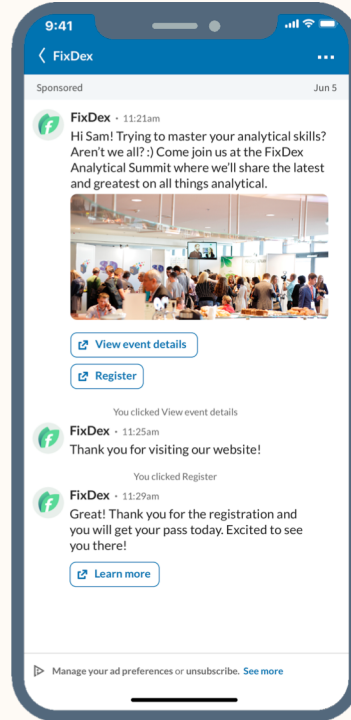 9:41
FixDex
Sponsored Jun 5
FixDex • 11:21am
Hi Sam! Trying to master your analytical skills?
Aren't we all? :) Come join us at the FixDex
Analytical Summit where we'll share the latest
and greatest on all things analytical.
View event details
Register
You clicked View event details
FixDex • 11:25am
Thank you for visiting our website!
You clicked Register
FixDex • 11:29am
Great! Thank you for the registration and
you will get your pass today. Excited to see
you there!
Learn more
Manage your ad preferences or unsubscribe. See more